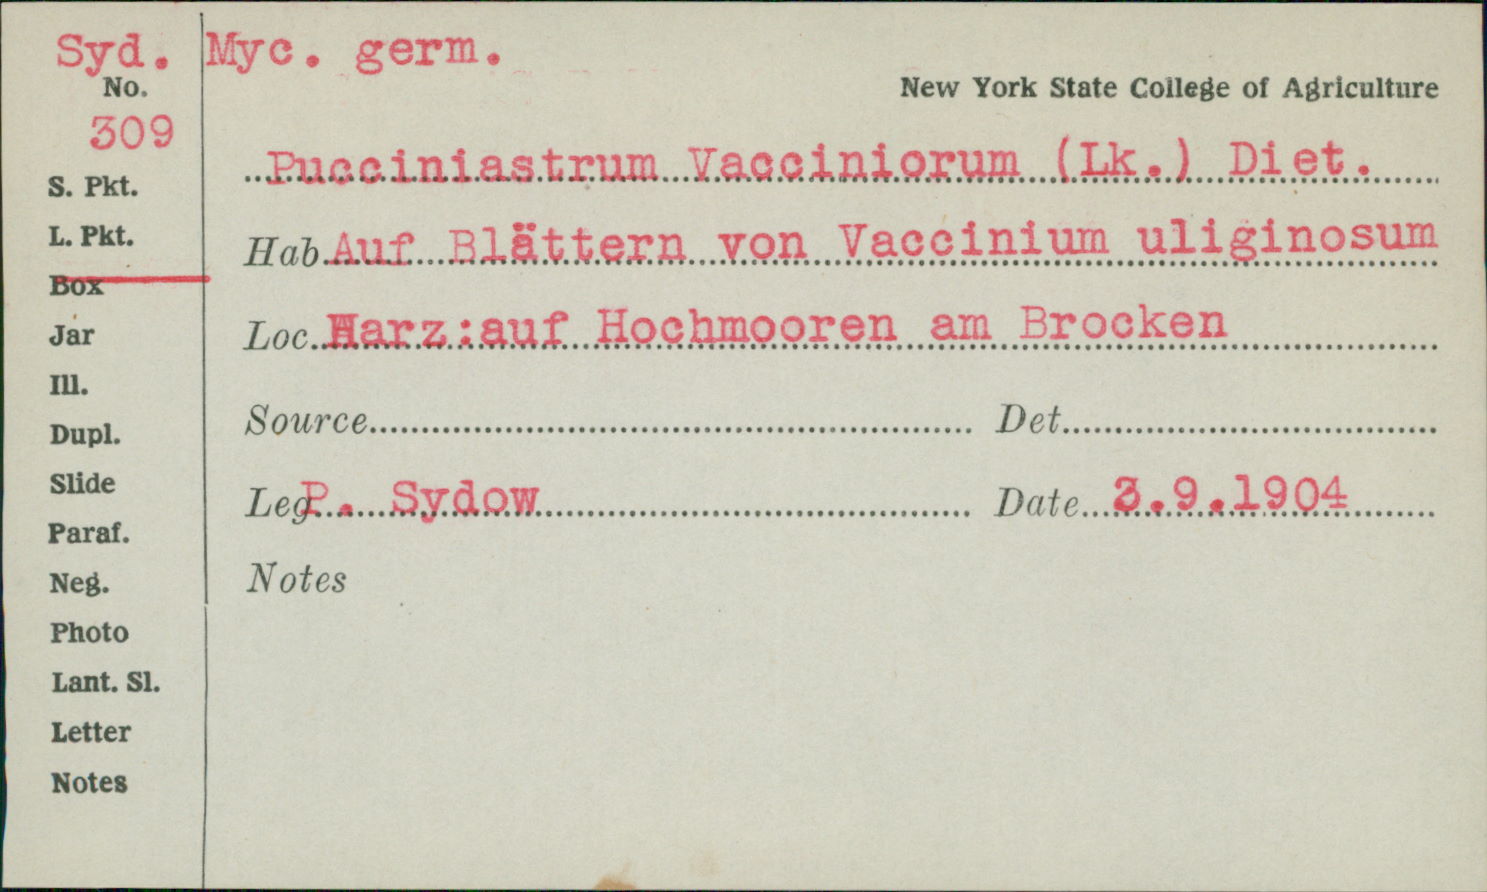 Syd. Myc. germ.
No.
New York State College of Agriculture
309
Pucciniastrum Vacciniorum (Lk.) Diet.
S. Pkt.
L. Pkt.
Hab. Auf Blättern von Vaccinium uliginosum
Box
Jar
Loc. Harz:auf Hochmooren am Brocken
Ill.
Dupl.
Source Det.
Slide
Leg P. Sydow Date .9.1904
Paraf.
Neg.
Notes
Photo
Lant. Sl.
Letter
Notes